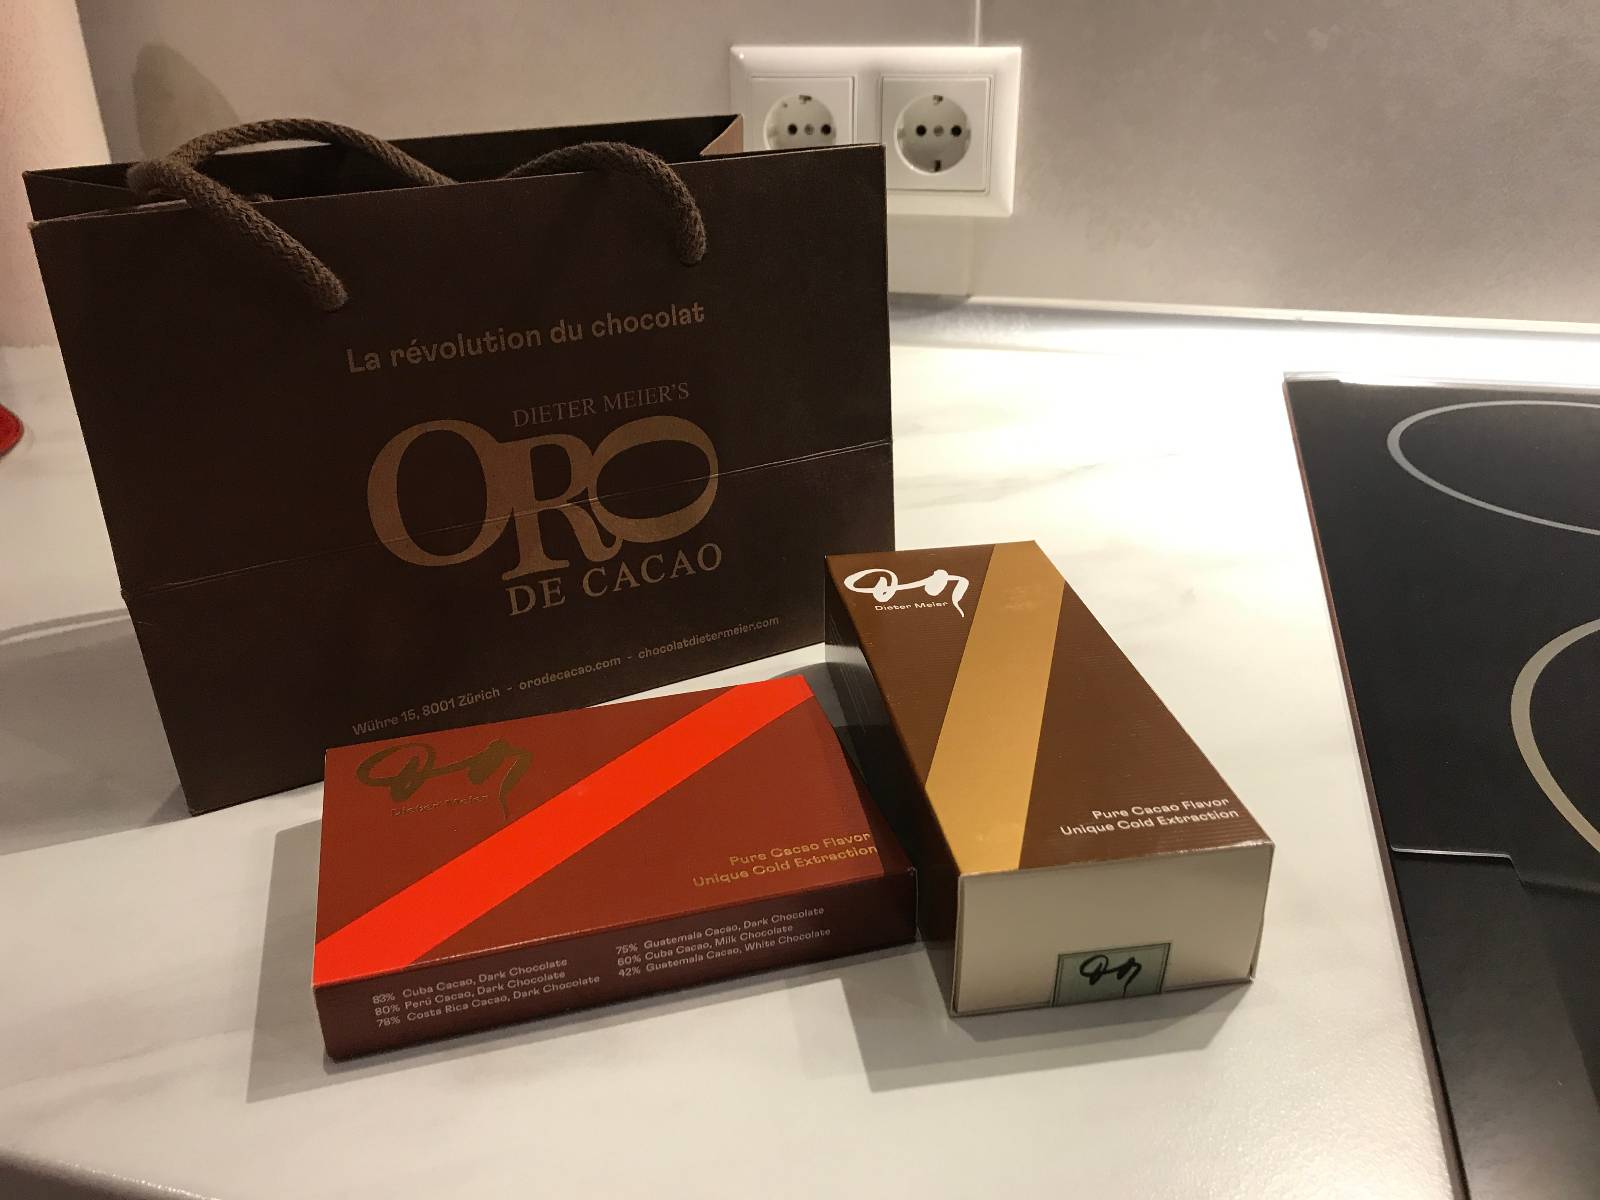 La révolution du chocolat
DIETER MEIER'S
ORO
DE CACAO
Wühre 15, 8001 Zürich - orodecacao.com - chocolatdietermeier.com
Dieter Meier
Pure Cacao Flavor
Unique Cold Extraction
83% Cuba Cacao, Dark Chocolate
80% Perú Cacao, Dark Chocolate
78% Costa Rica Cacao, Dark Chocolate
75% Guatemala Cacao, Dark Chocolate
60% Cuba Cacao, Milk Chocolate
42% Guatemala Cacao, White Chocolate
Dieter Meier
Pure Cacao Flavor
Unique Cold Extraction